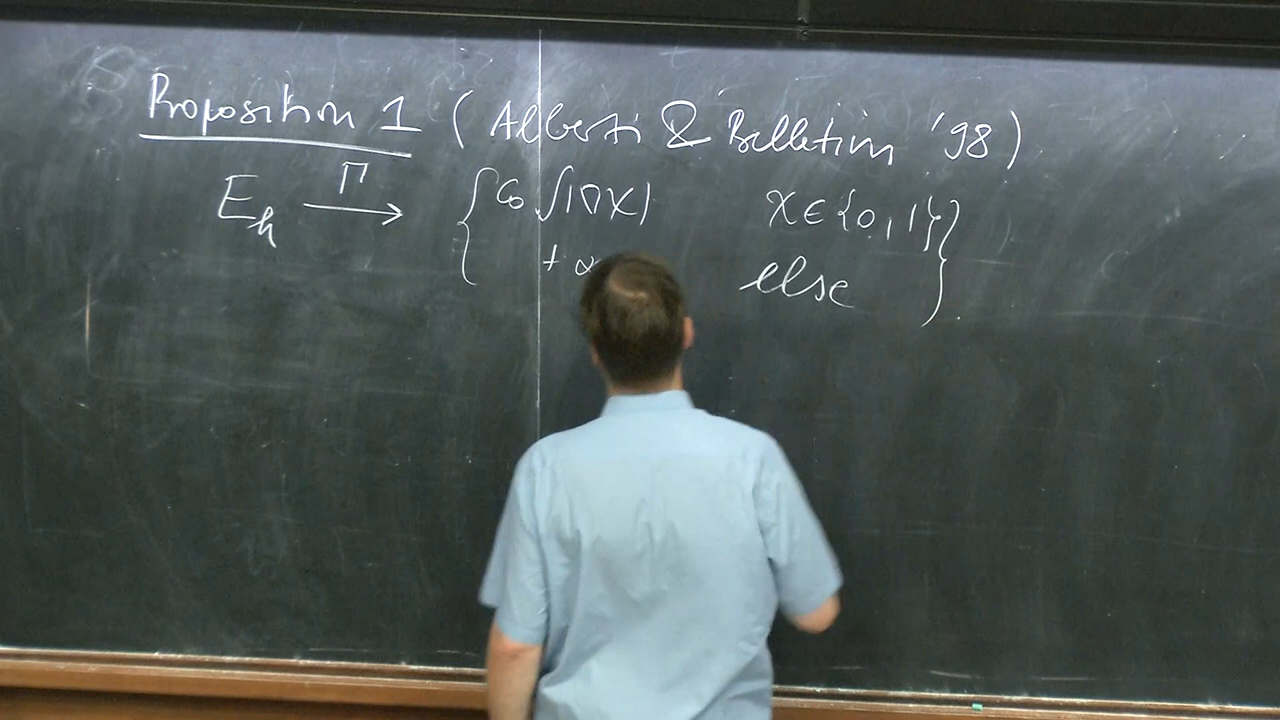 Proposition 1 (Alberti & Bellettini '98)
E_h Γ→ { C₀ ∫|∇χ| χ∈{0,1} }
+∞ else